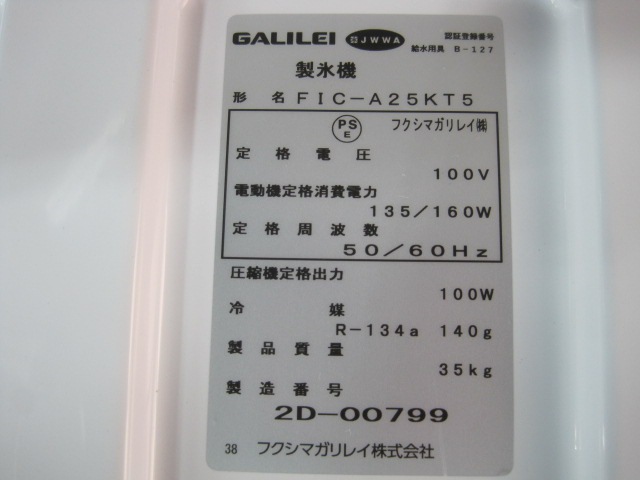 GALILEI JWWA 認証登録番号
給水用具 B-127
製氷機
形名 FIC-A25KT5
PS E フクシマガリレイ㈱
定格電圧
100V
電動機定格消費電力
135/160W
定格周波数
50/60Hz
圧縮機定格出力
100W
冷媒
R-134a 140g
製品質量
35kg
製造番号
2D-00799
38 フクシマガリレイ株式会社